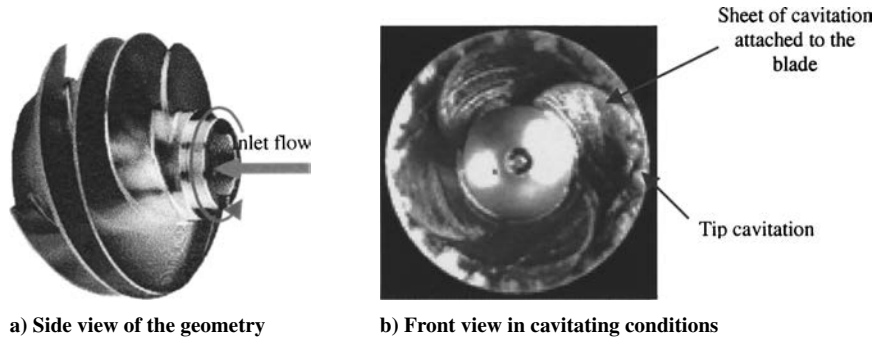 Sheet of cavitation
attached to the
blade
Inlet flow
Tip cavitation
a) Side view of the geometry
b) Front view in cavitating conditions